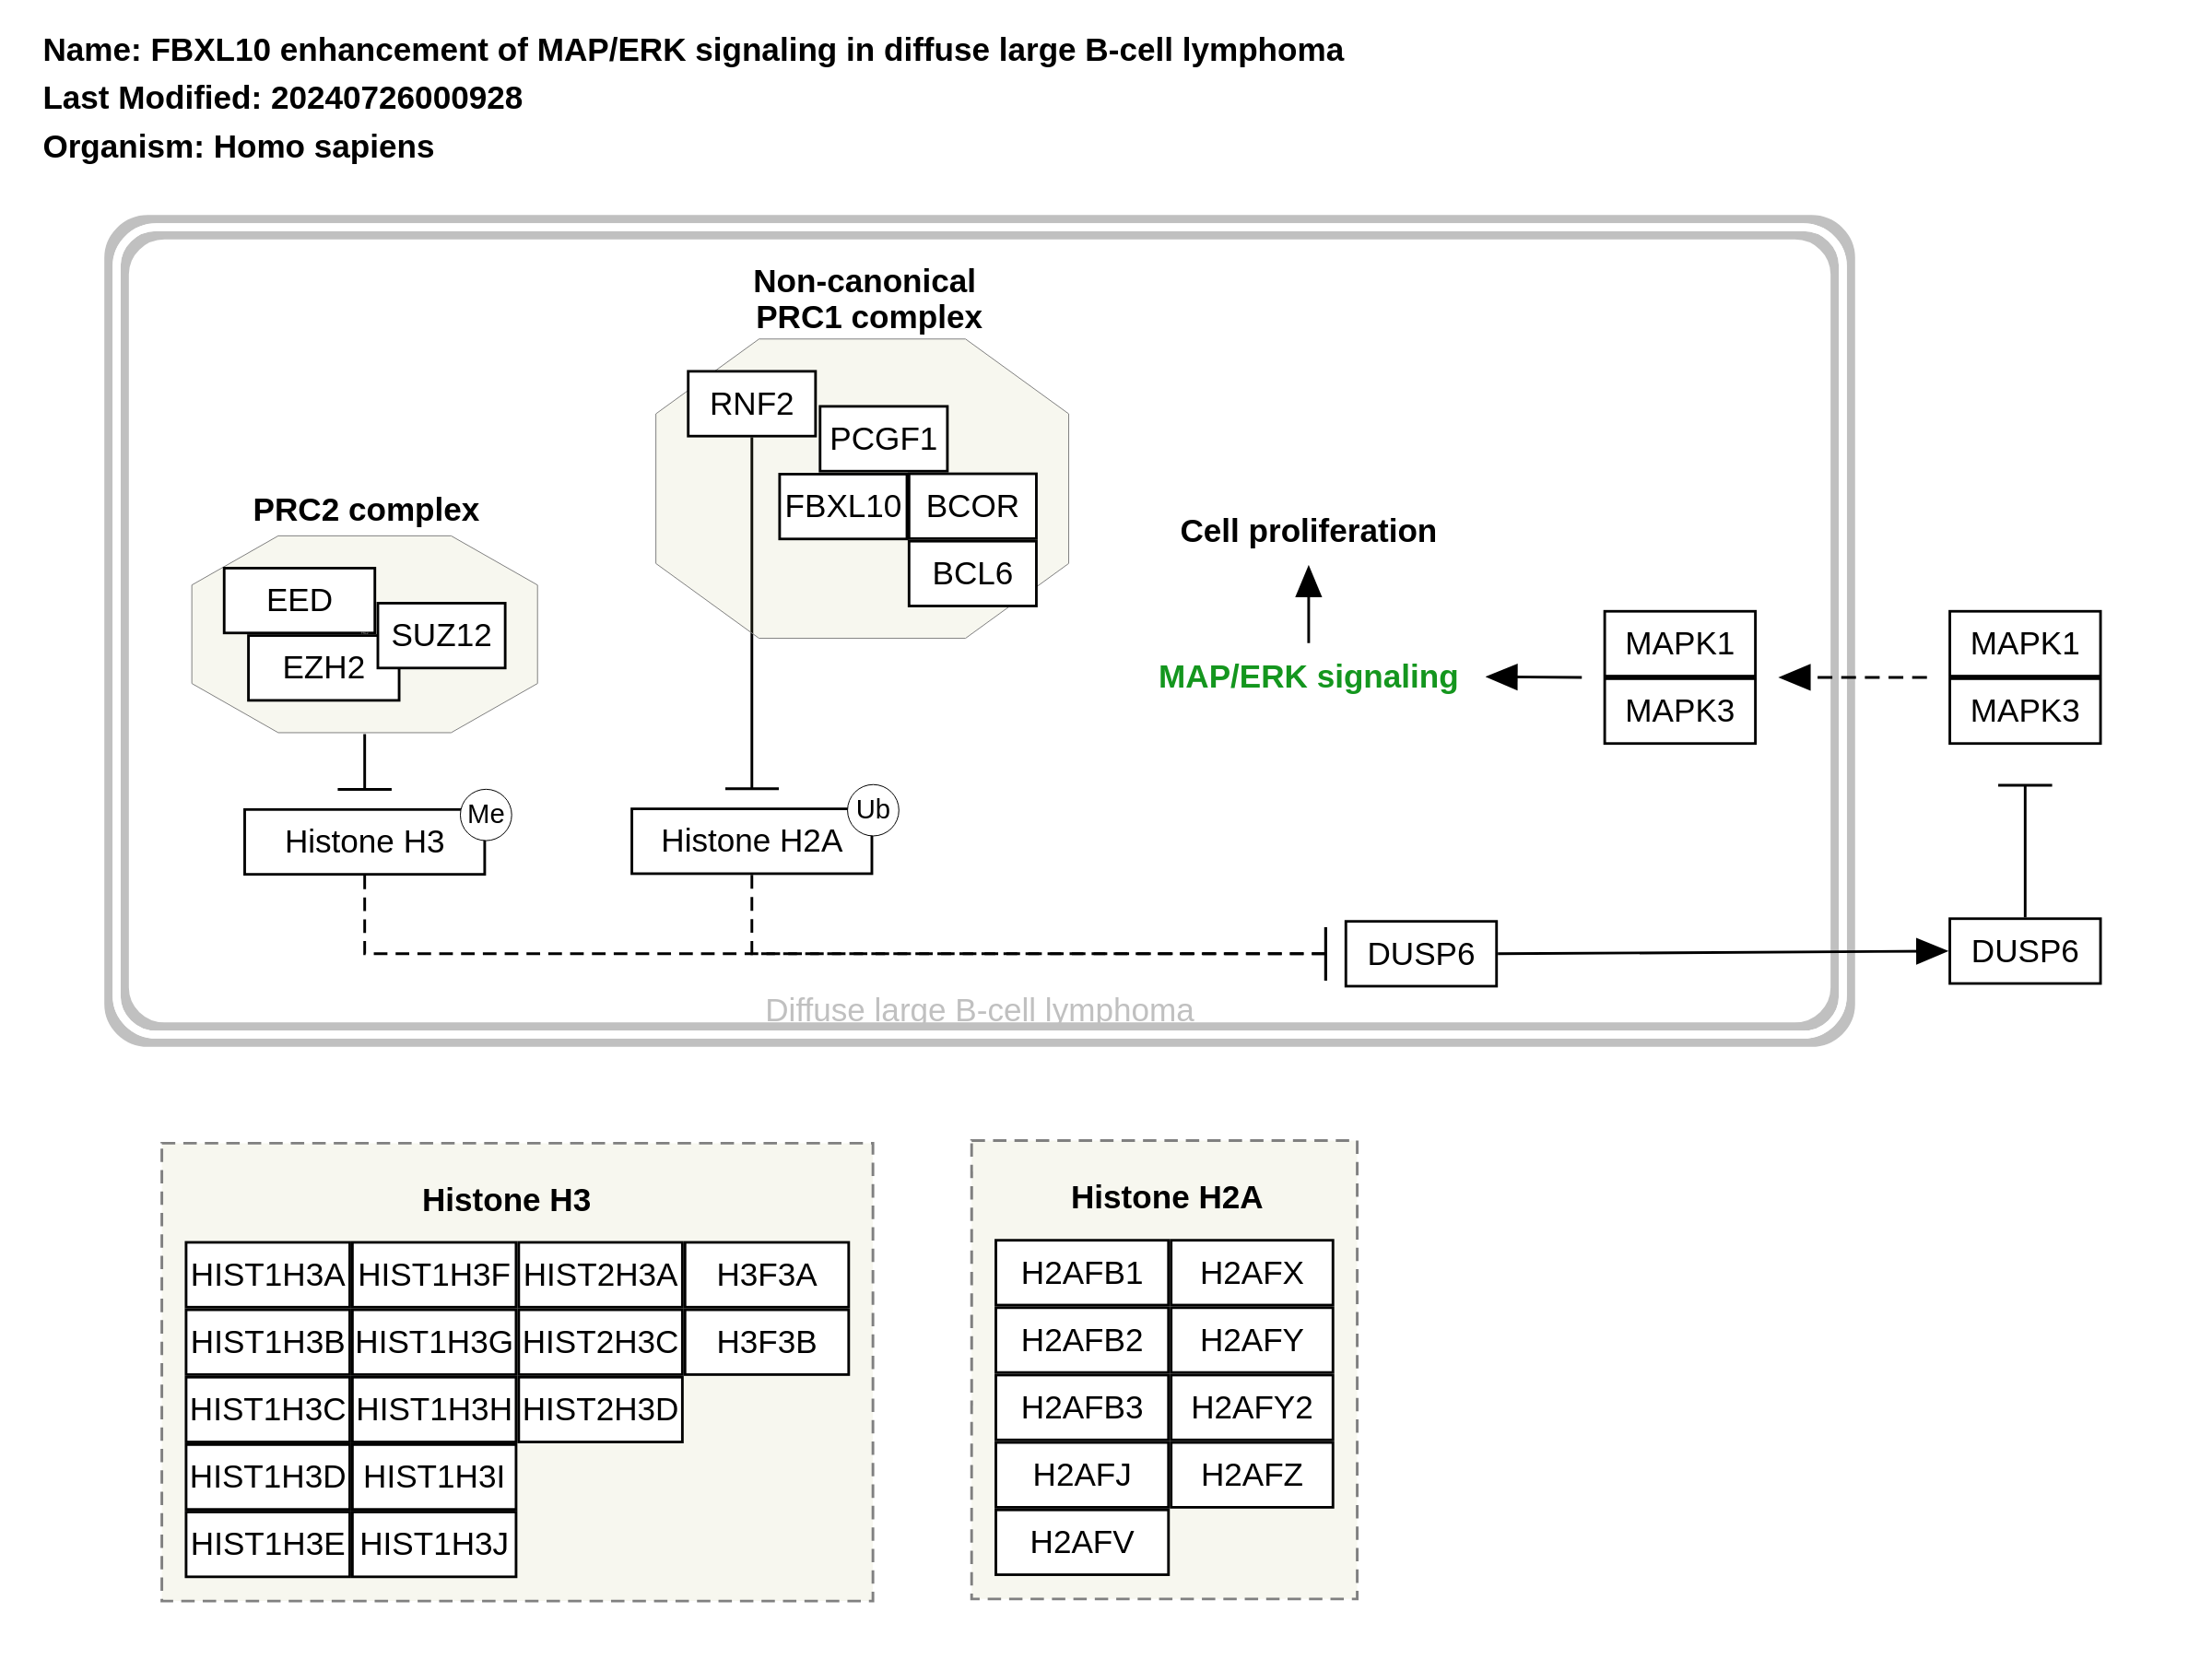 Name: FBXL10 enhancement of MAP/ERK signaling in diffuse large B-cell lymphoma
Last Modified: 20240726000928
Organism: Homo sapiens
Non-canonical
PRC1 complex
RNF2
PCGF1
FBXL10
BCOR
BCL6
PRC2 complex
EED
SUZ12
EZH2
Cell proliferation
MAP/ERK signaling
MAPK1
MAPK3
MAPK1
MAPK3
Histone H3
Me
Histone H2A
Ub
DUSP6
DUSP6
Diffuse large B-cell lymphoma
Histone H3
HIST1H3A HIST1H3F HIST2H3A H3F3A
HIST1H3B HIST1H3G HIST2H3C H3F3B
HIST1H3C HIST1H3H HIST2H3D
HIST1H3D HIST1H3I
HIST1H3E HIST1H3J
Histone H2A
H2AFB1 H2AFX
H2AFB2 H2AFY
H2AFB3 H2AFY2
H2AFJ H2AFZ
H2AFV